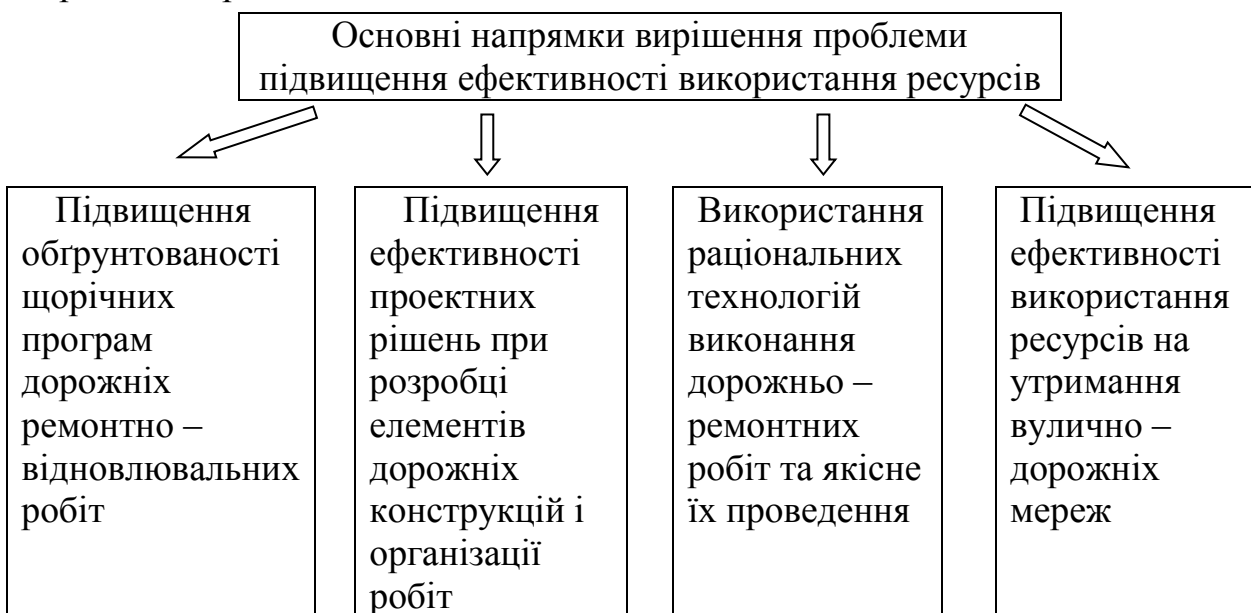 Основні напрямки вирішення проблеми
підвищення ефективності використання ресурсів
Підвищення
обґрунтованості
щорічних
програм
дорожніх
ремонтно –
відновлювальних
робіт
Підвищення
ефективності
проектних
рішень при
розробці
елементів
дорожніх
конструкцій і
організації
робіт
Використання
раціональних
технологій
виконання
дорожньо –
ремонтних
робіт та якісне
їх проведення
Підвищення
ефективності
використання
ресурсів на
утримання
вулично –
дорожніх
мереж